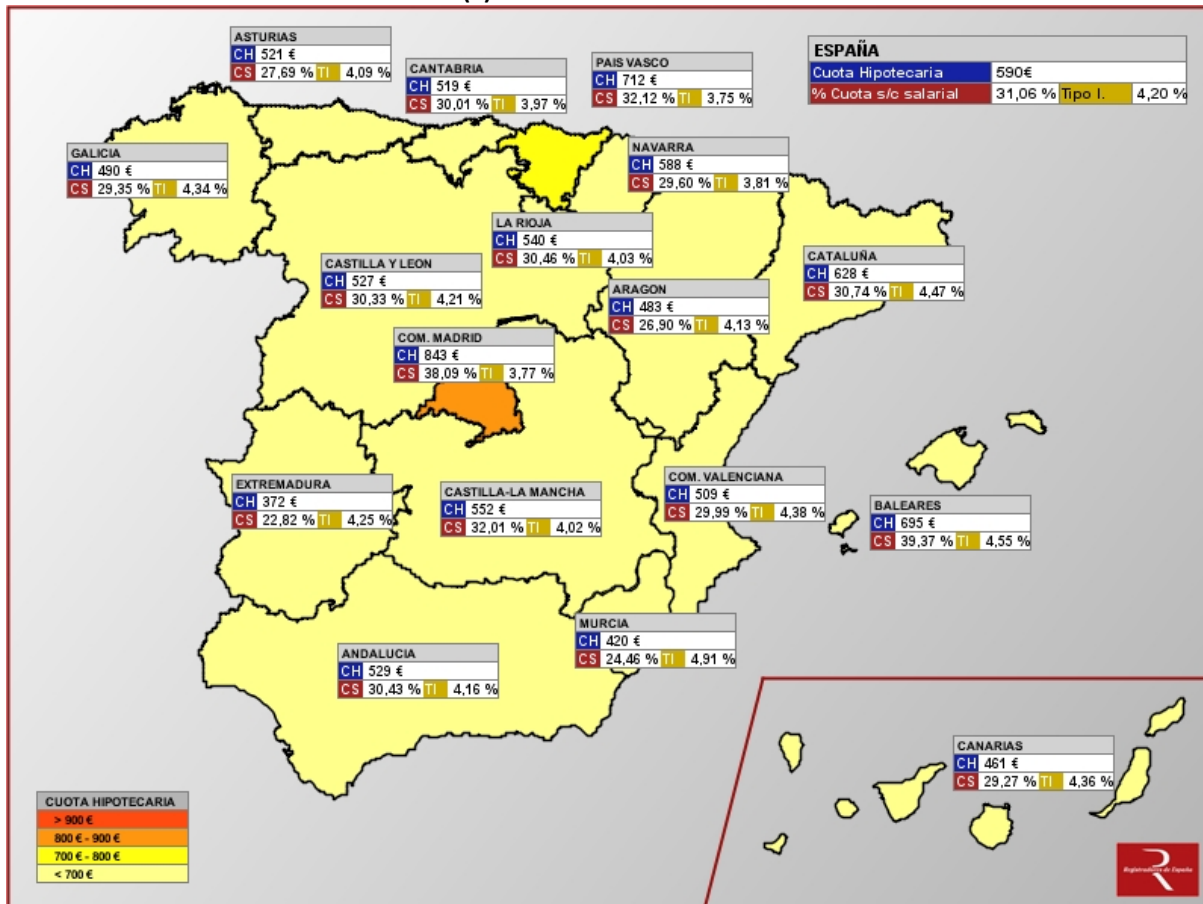 (.)
ASTURIAS
CH 521 €
CS 27,69 % TI 4,09 %
CANTABRIA
CH 519 €
CS 30,01 % TI 3,97 %
PAIS VASCO
CH 712 €
CS 32,12 % TI 3,75 %
ESPAÑA
Cuota Hipotecaria 590€
% Cuota s/c salarial 31,06 % Tipo I. 4,20 %
GALICIA
CH 490 €
CS 29,35 % TI 4,34 %
NAVARRA
CH 588 €
CS 29,60 % TI 3,81 %
LA RIOJA
CH 540 €
CS 30,46 % TI 4,03 %
CASTILLA Y LEON
CH 527 €
CS 30,33 % TI 4,21 %
CATALUÑA
CH 628 €
CS 30,74 % TI 4,47 %
ARAGON
CH 483 €
CS 26,90 % TI 4,13 %
COM. MADRID
CH 843 €
CS 38,09 % TI 3,77 %
EXTREMADURA
CH 372 €
CS 22,82 % TI 4,25 %
CASTILLA-LA MANCHA
CH 552 €
CS 32,01 % TI 4,02 %
COM. VALENCIANA
CH 509 €
CS 29,99 % TI 4,38 %
BALEARES
CH 695 €
CS 39,37 % TI 4,55 %
MURCIA
CH 420 €
CS 24,46 % TI 4,91 %
ANDALUCIA
CH 529 €
CS 30,43 % TI 4,16 %
CANARIAS
CH 461 €
CS 29,27 % TI 4,36 %
CUOTA HIPOTECARIA
> 900 €
800 € - 900 €
700 € - 800 €
< 700 €
R
Registradores de España